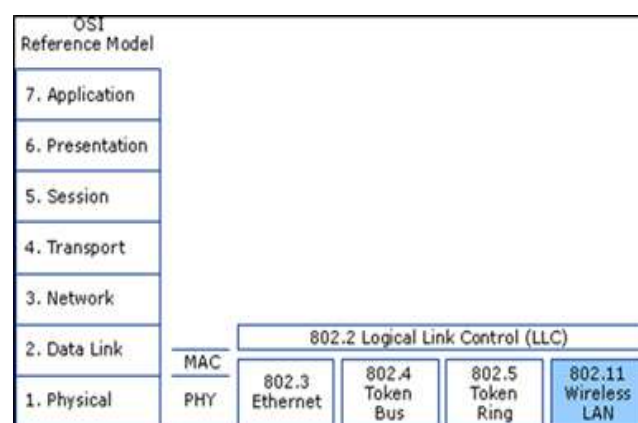 OSI
Reference Model
7. Application
6. Presentation
5. Session
4. Transport
3. Network
2. Data Link
1. Physical
MAC
PHY
802.2 Logical Link Control (LLC)
802.3
Ethernet
802.4
Token
Bus
802.5
Token
Ring
802.11
Wireless
LAN